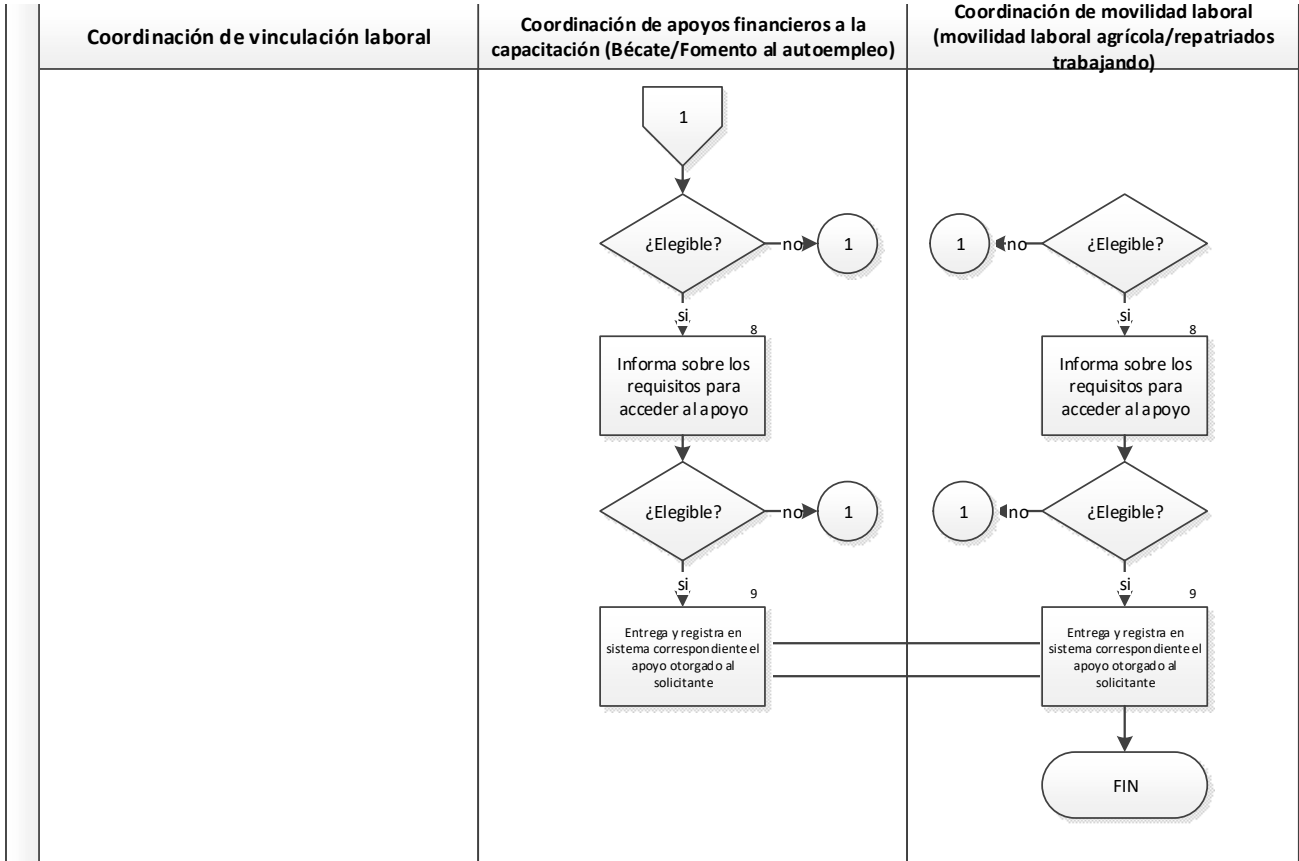 Coordinación de vinculación laboral
Coordinación de apoyos financieros a la
capacitación (Bécate/Fomento al autoempleo)
Coordinación de movilidad laboral
(movilidad laboral agrícola/repatriados
trabajando)
1
¿Elegible?
no
1
1
no
¿Elegible?
si
si
8
Informa sobre los
requisitos para
acceder al apoyo
8
Informa sobre los
requisitos para
acceder al apoyo
¿Elegible?
no
1
1
no
¿Elegible?
si
si
9
Entrega y registra en
sistema correspondiente el
apoyo otorgado al
solicitante
9
Entrega y registra en
sistema correspondiente el
apoyo otorgado al
solicitante
FIN